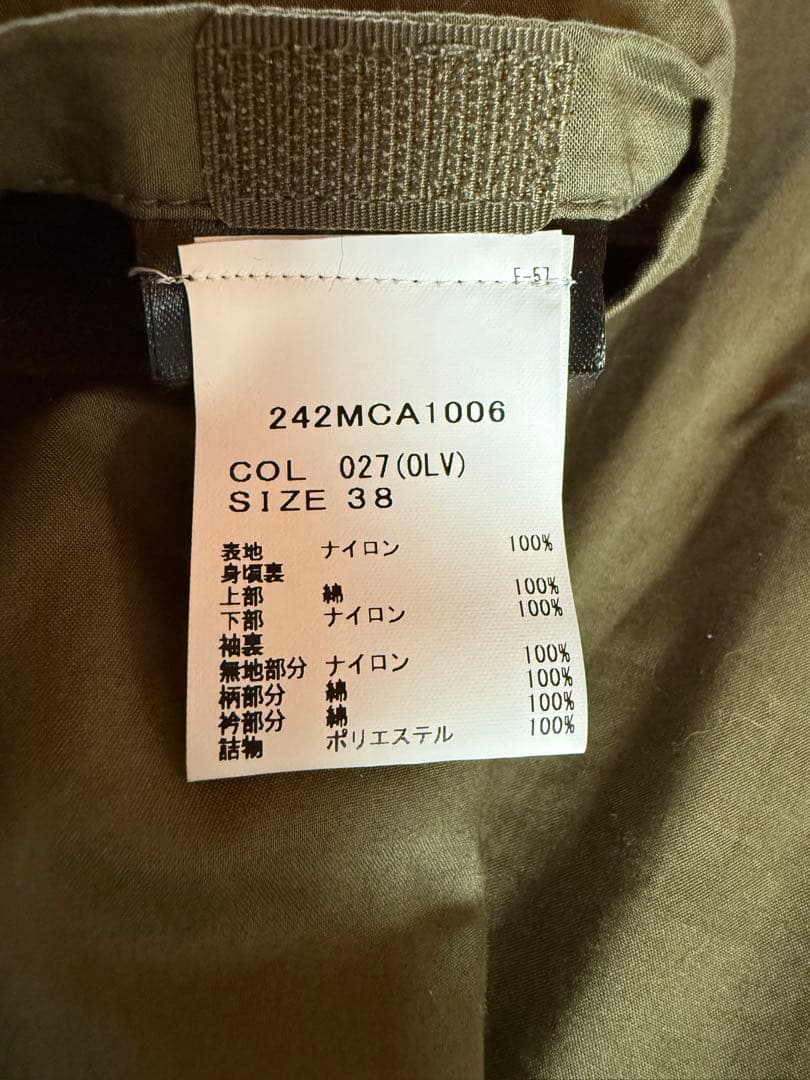 F-57
242MCA1006
COL 027(OLV)
SIZE 38
表地 ナイロン 100%
身頃裏
上部 綿 100%
下部 ナイロン 100%
袖裏
無地部分 ナイロン 100%
柄部分 綿 100%
衿部分 綿 100%
詰物 ポリエステル 100%